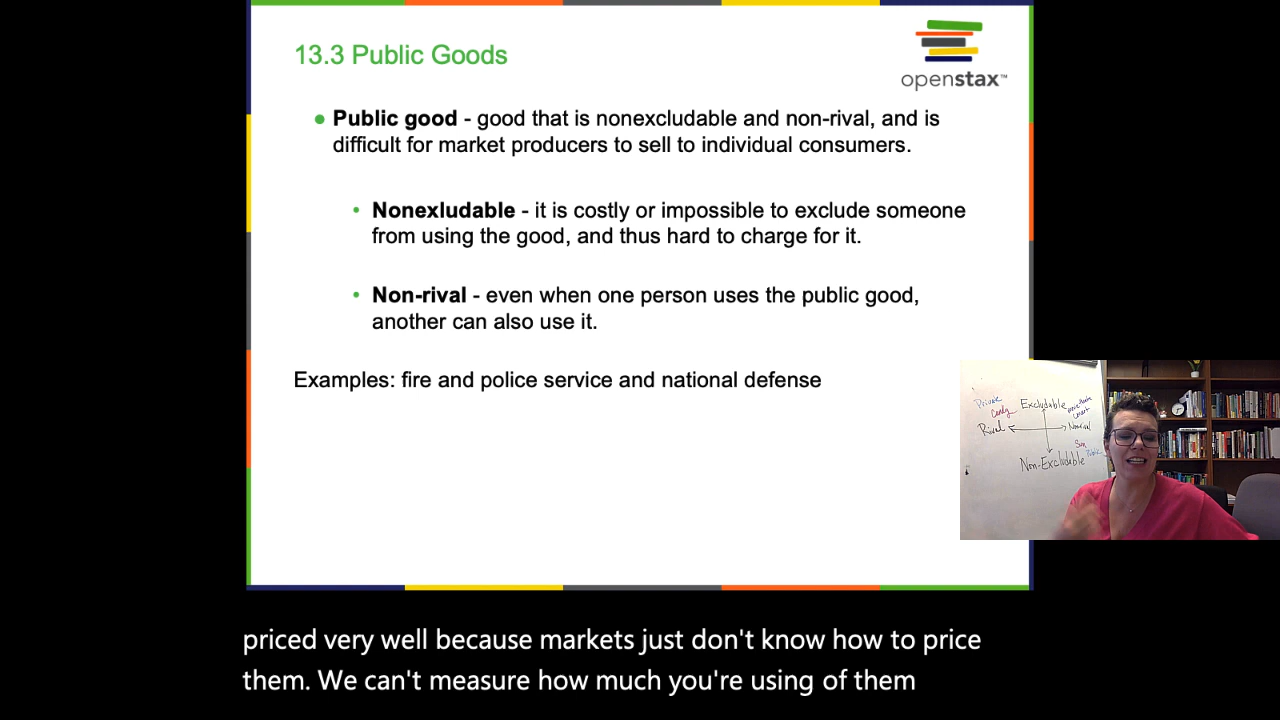 13.3 Public Goods
openstax™
● Public good - good that is nonexcludable and non-rival, and is
difficult for market producers to sell to individual consumers.
• Nonexludable - it is costly or impossible to exclude someone
from using the good, and thus hard to charge for it.
• Non-rival - even when one person uses the public good,
another can also use it.
Examples: fire and police service and national defense
Private
Excludable
Candy
Rival
Nonrival
Sun
Non-Excludable
Public
priced very well because markets just don't know how to price
them. We can't measure how much you're using of them